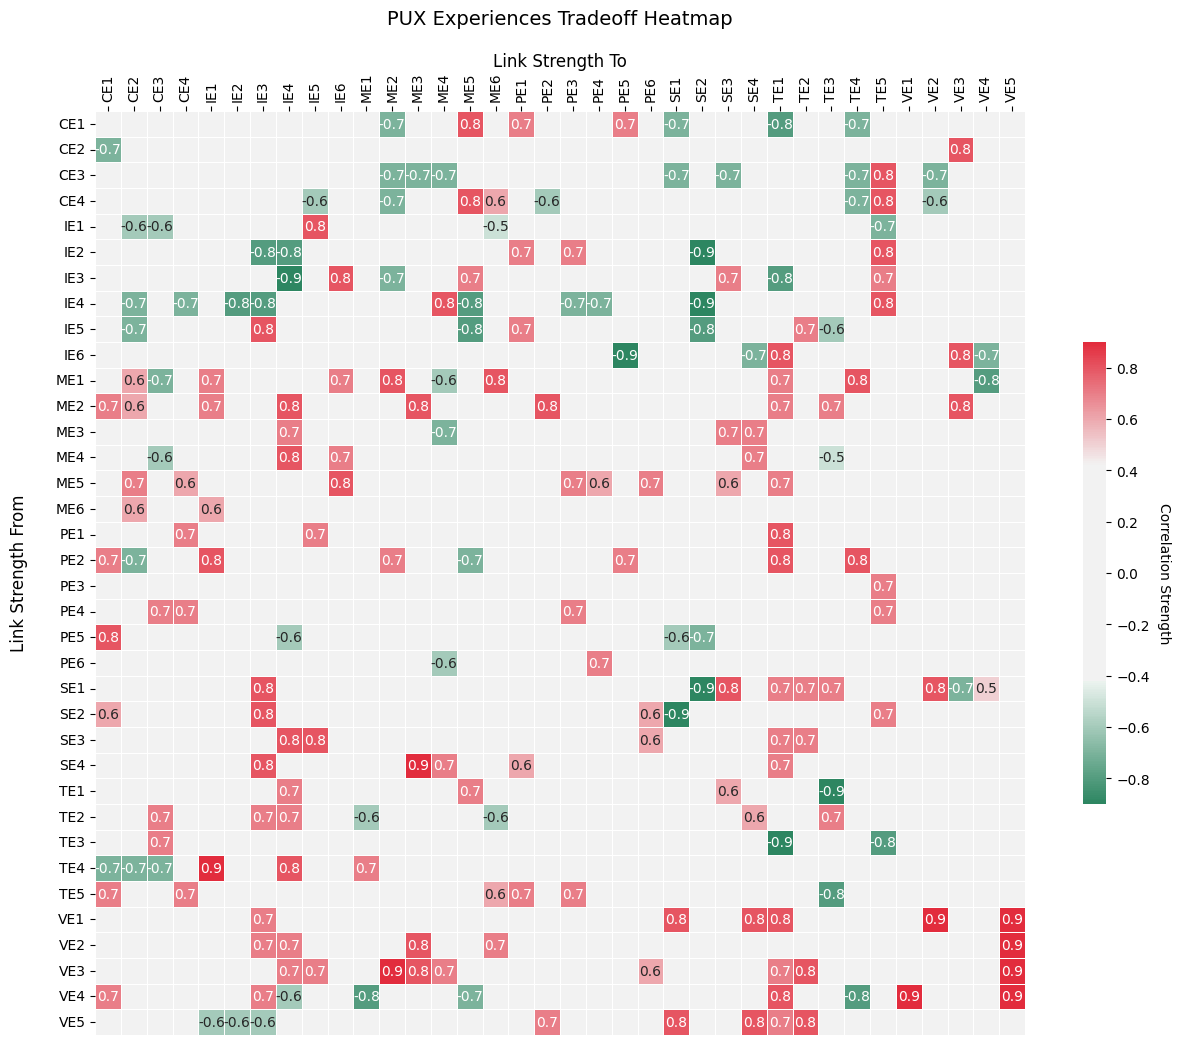 PUX Experiences Tradeoff Heatmap
Link Strength To
CE1 CE2 CE3 CE4 IE1 IE2 IE3 IE4 IE5 IE6 ME1 ME2 ME3 ME4 ME5 ME6 PE1 PE2 PE3 PE4 PE5 PE6 SE1 SE2 SE3 SE4 TE1 TE2 TE3 TE4 TE5 VE1 VE2 VE3 VE4 VE5
CE1 -0.7 0.8 0.7 0.7 -0.7 -0.8 -0.7
CE2 -0.7 0.8
CE3 -0.7 -0.7 -0.7 -0.7 -0.7 -0.7 0.8 -0.7
CE4 -0.6 -0.7 0.8 0.6 -0.6 -0.7 0.8 -0.6
IE1 -0.6 -0.6 0.8 -0.5 -0.7
IE2 -0.8 -0.8 0.7 0.7 -0.9 0.8
IE3 -0.9 0.8 -0.7 0.7 0.7 -0.8 0.7
IE4 -0.7 -0.7 -0.8 -0.8 0.8 -0.8 -0.7 -0.7 -0.9 0.8
IE5 -0.7 0.8 -0.8 0.7 -0.8 0.7 -0.6
IE6 -0.9 -0.7 0.8 0.8 -0.7
ME1 0.6 -0.7 0.7 0.7 0.8 -0.6 0.8 0.7 0.8 -0.8
ME2 0.7 0.6 0.7 0.8 0.8 0.8 0.7 0.7 0.8
ME3 0.7 -0.7 0.7 0.7
ME4 -0.6 0.8 0.7 0.7 -0.5
ME5 0.7 0.6 0.8 0.7 0.6 0.7 0.6 0.7
ME6 0.6 0.6
PE1 0.7 0.7 0.8
PE2 0.7 -0.7 0.8 0.7 -0.7 0.7 0.8 0.8
PE3 0.7
PE4 0.7 0.7 0.7 0.7
PE5 0.8 -0.6 -0.6 -0.7
PE6 -0.6 0.7
SE1 0.8 -0.9 0.8 0.7 0.7 0.7 0.8 -0.7 0.5
SE2 0.6 0.8 0.6 -0.9 0.7
SE3 0.8 0.8 0.6 0.7 0.7
SE4 0.8 0.9 0.7 0.6 0.7
TE1 0.7 0.7 0.6 -0.9
TE2 0.7 0.7 0.7 -0.6 -0.6 0.6 0.7
TE3 0.7 -0.9 -0.8
TE4 -0.7 -0.7 -0.7 0.9 0.8 0.7
TE5 0.7 0.7 0.6 0.7 0.7 -0.8
VE1 0.7 0.8 0.8 0.8 0.9 0.9
VE2 0.7 0.7 0.8 0.7 0.9
VE3 0.7 0.7 0.9 0.8 0.7 0.6 0.7 0.8 0.9
VE4 0.7 0.7 -0.6 -0.8 -0.7 0.8 -0.8 0.9 0.9
VE5 -0.6 -0.6 -0.6 0.7 0.8 0.8 0.7 0.8
Link Strength From
0.8
0.6
0.4
0.2
0.0
−0.2
−0.4
−0.6
−0.8
Correlation Strength